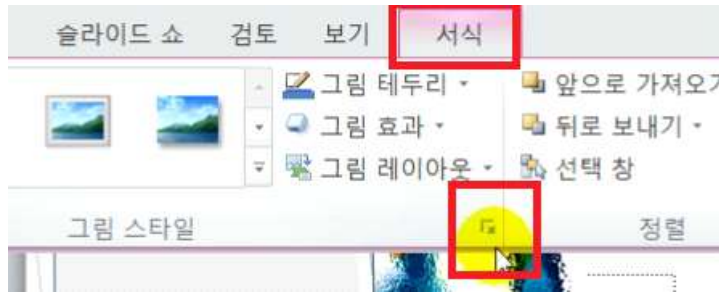 슬라이드 쇼 검토 보기 서식
그림 테두리 앞으로 가져오기
그림 효과 뒤로 보내기
그림 레이아웃 선택 창
그림 스타일 정렬